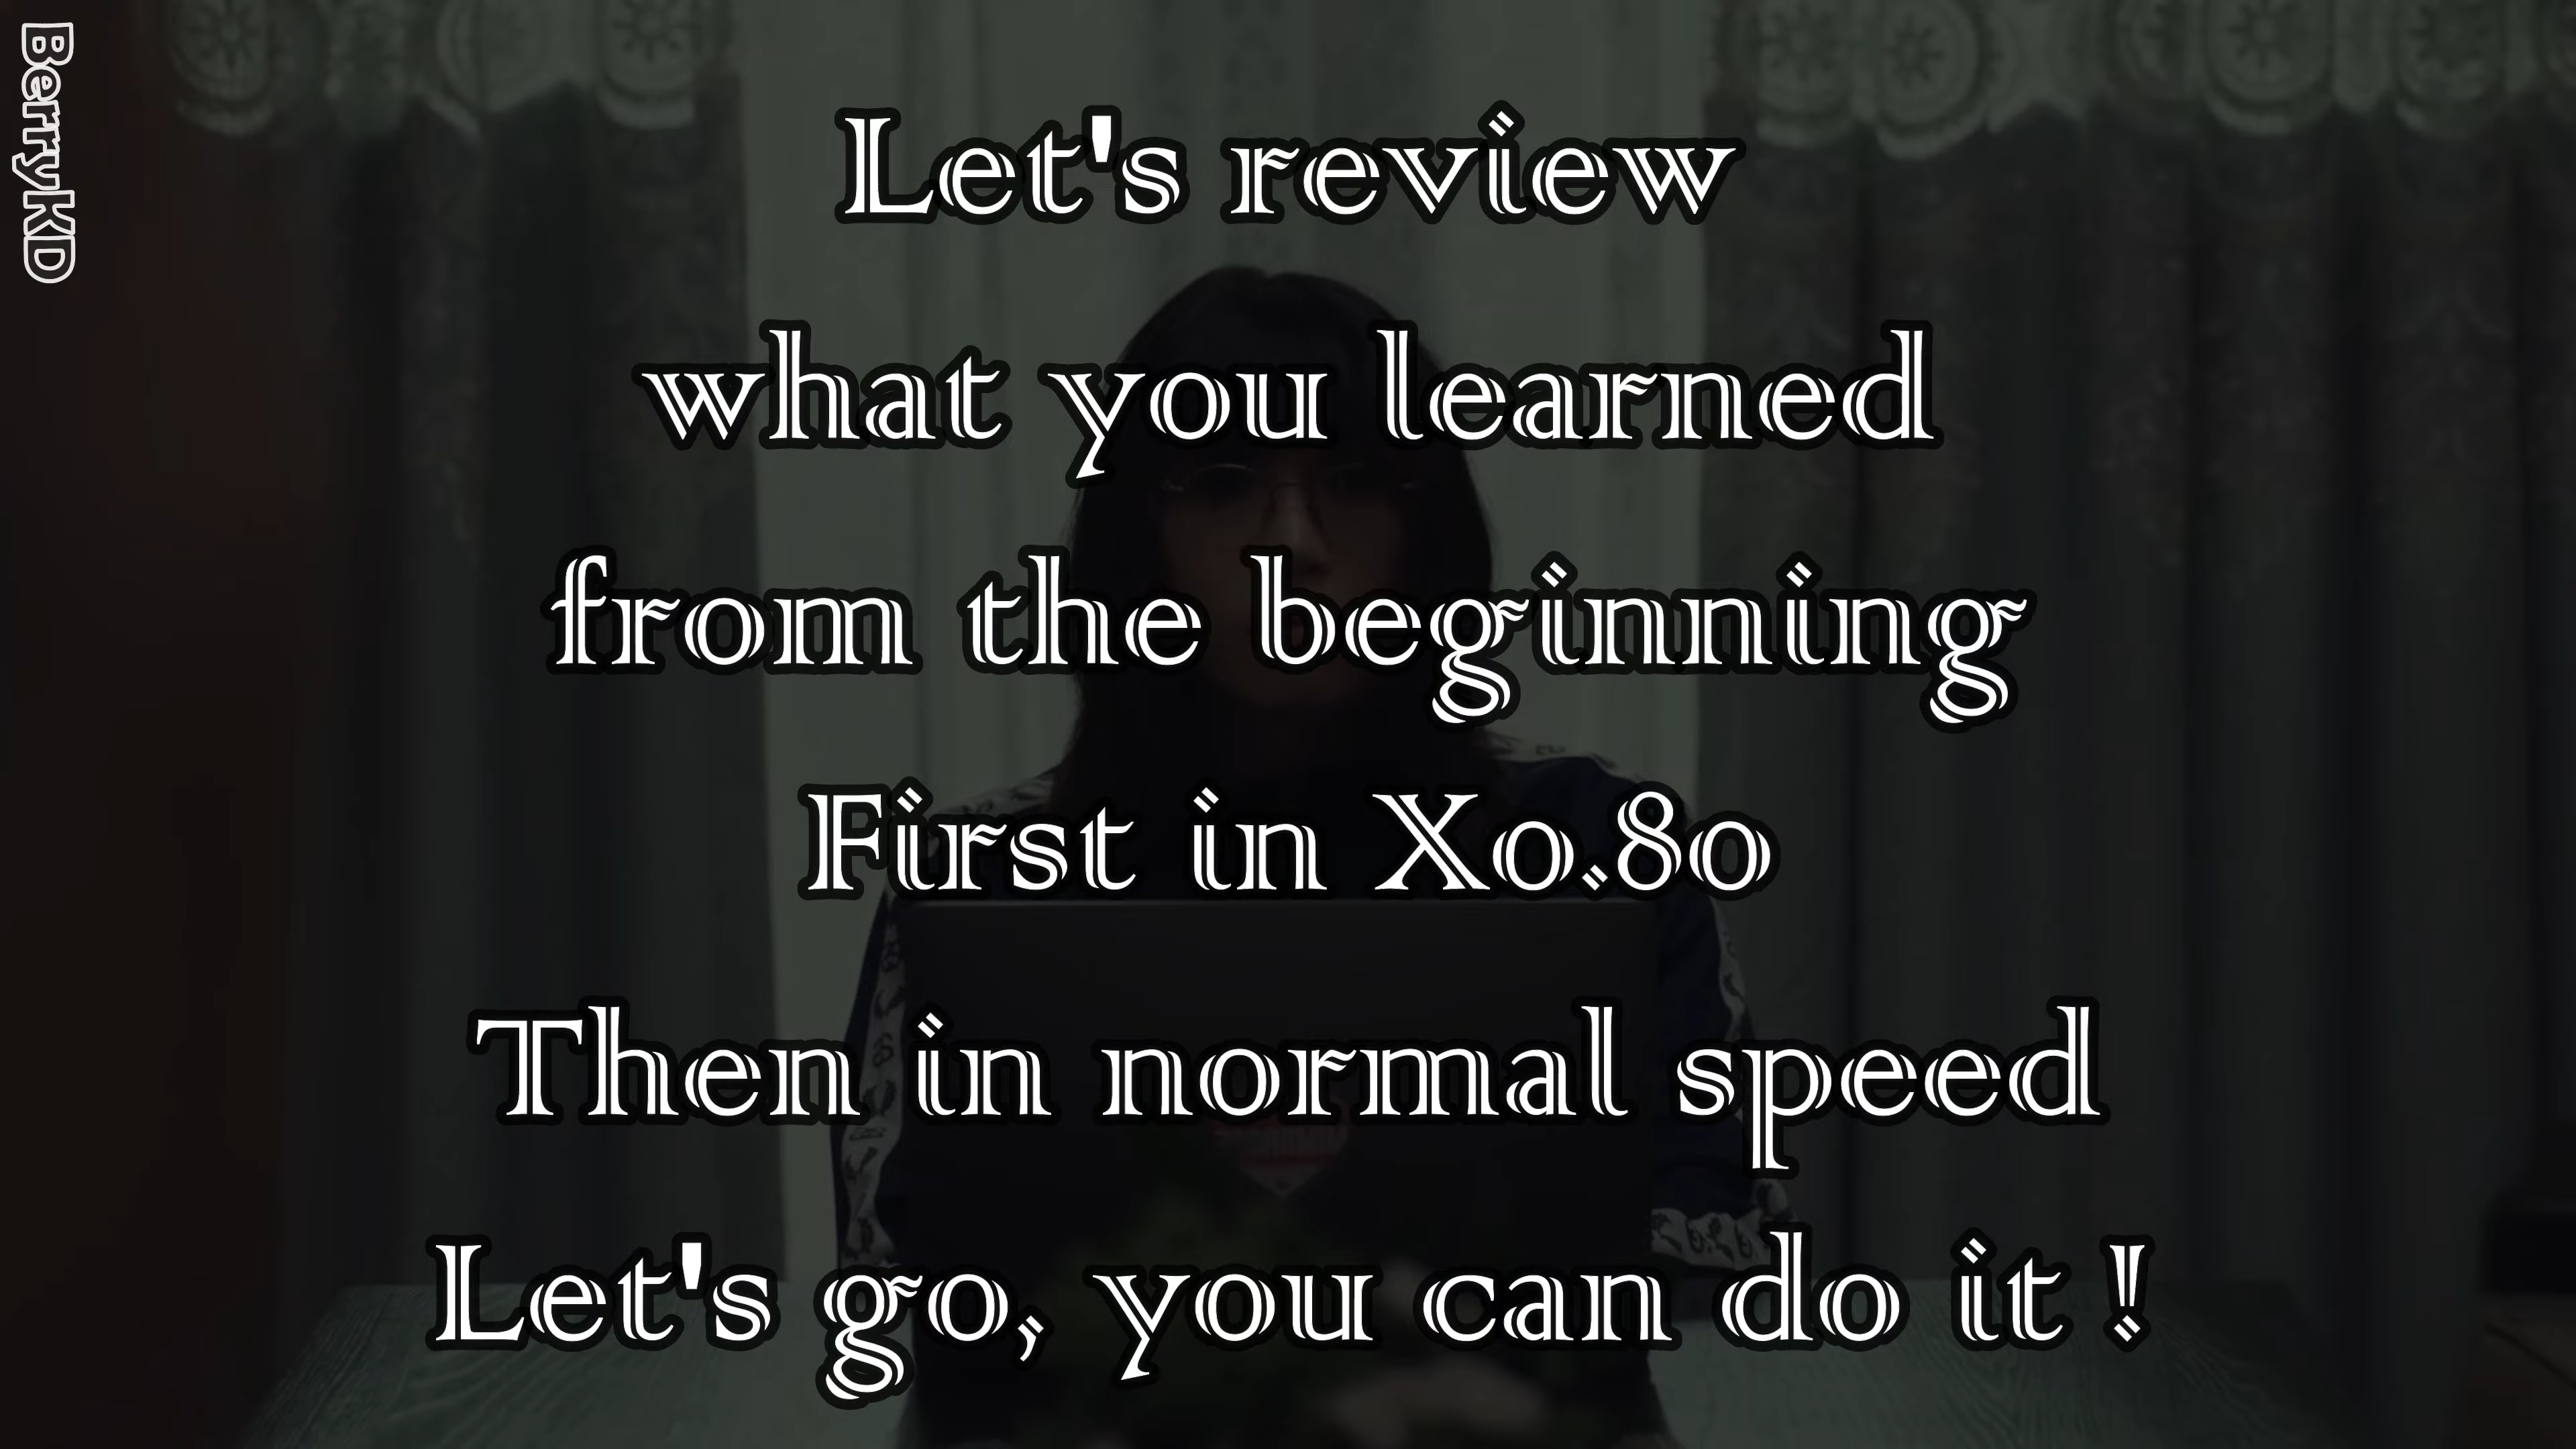 BerryKD
Let's review
what you learned
from the beginning
First in X0.80
Then in normal speed
Let's go, you can do it !